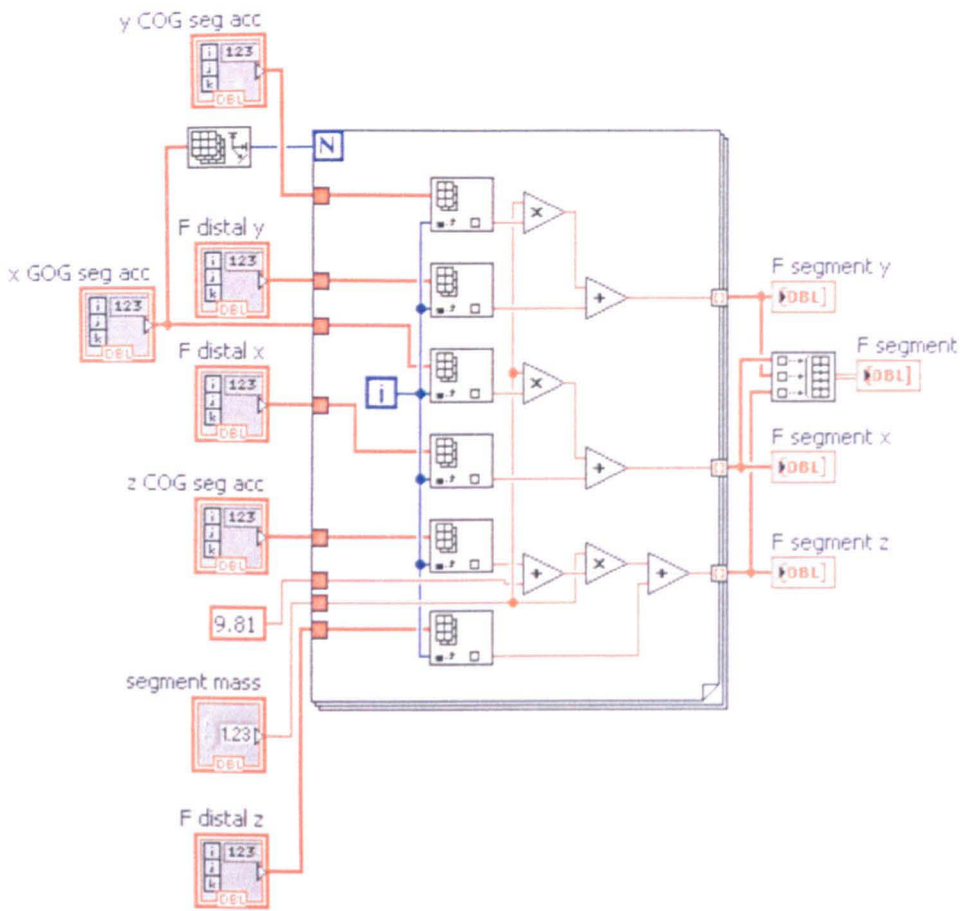 y COG seg acc
i
j
k
123
DBL
N
F distal y
i
j
k
123
DBL
x GOG seg acc
i
j
k
123
DBL
F distal x
i
j
k
123
DBL
i
z COG seg acc
i
j
k
123
DBL
9.81
segment mass
1.23
DBL
F distal z
i
j
k
123
DBL
x
+
x
+
+
x
+
F segment y
[DBL]
F segment
[DBL]
F segment x
[DBL]
F segment z
[DBL]